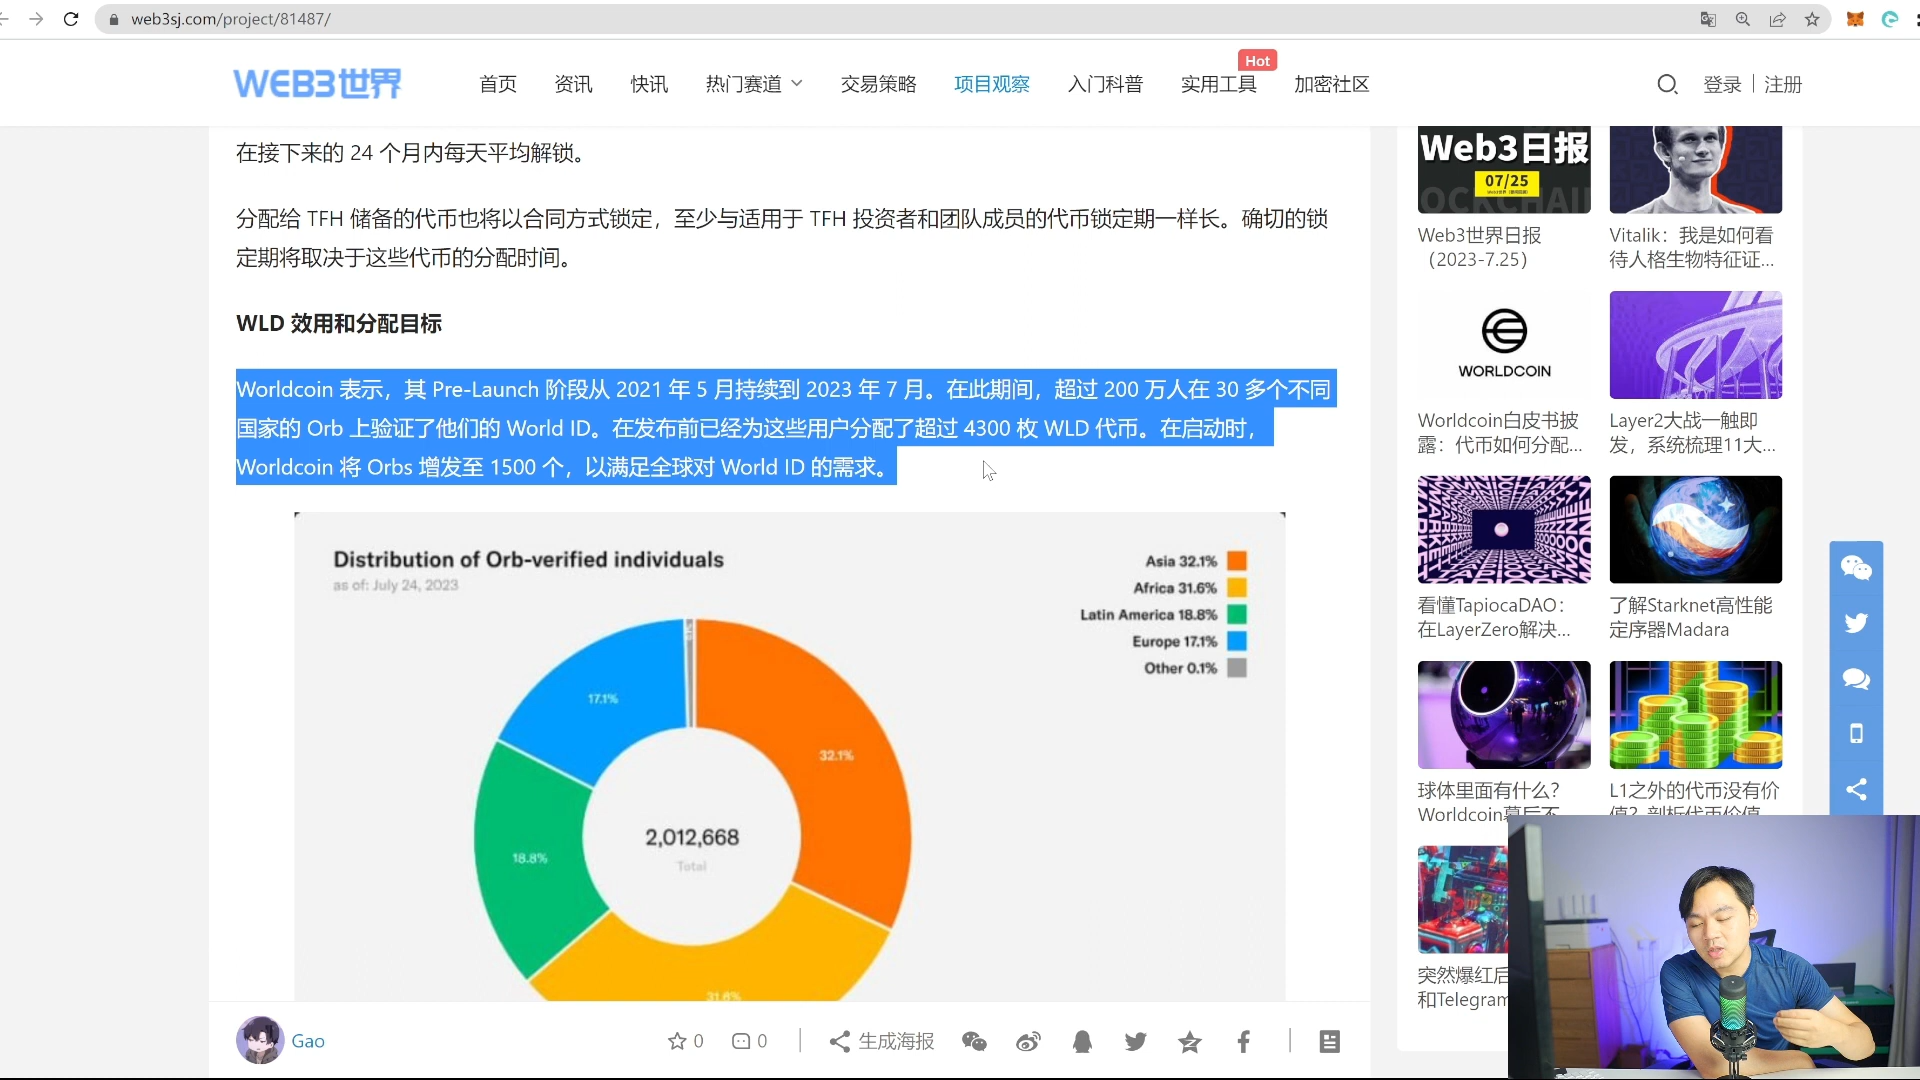 web3sj.com/project/81487/
WEB3世界
首页
资讯
快讯
热门赛道
交易策略
项目观察
入门科普
实用工具
Hot
加密社区
登录
注册
在接下来的 24 个月内每天平均解锁。
分配给 TFH 储备的代币也将以合同方式锁定，至少与适用于 TFH 投资者和团队成员的代币锁定期一样长。确切的锁
定期将取决于这些代币的分配时间。
WLD 效用和分配目标
Worldcoin 表示，其 Pre-Launch 阶段从 2021 年 5 月持续到 2023 年 7 月。在此期间，超过 200 万人在 30 多个不同
国家的 Orb 上验证了他们的 World ID。在发布前已经为这些用户分配了超过 4300 枚 WLD 代币。在启动时，
Worldcoin 将 Orbs 增发至 1500 个，以满足全球对 World ID 的需求。
Distribution of Orb-verified individuals
as of: July 24, 2023
Asia 32.1%
Africa 31.6%
Latin America 18.8%
Europe 17.1%
Other 0.1%
17.1%
32.1%
18.8%
2,012,668
Total
31.6%
Gao
0
0
生成海报
Web3日报
07/25
Web3世界日报
（2023-7.25）
Vitalik：我是如何看
待人格生物特征证...
WORLDCOIN
Worldcoin白皮书披
露：代币如何分配...
Layer2大战一触即
发，系统梳理11大...
看懂TapiocaDAO：
在LayerZero解决...
了解Starknet高性能
定序器Madara
球体里面有什么？
Worldcoin幕后不
L1之外的代币没有价
值？剖析代币价值
突然爆红后
和Telegram